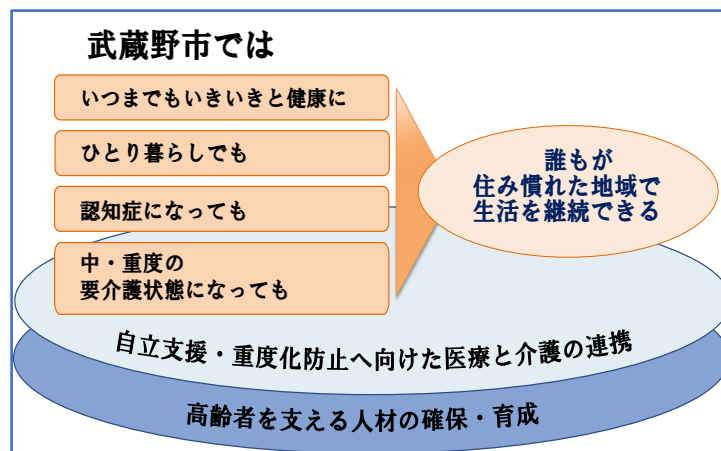 武蔵野市では
いつまでもいきいきと健康に
ひとり暮らしでも
認知症になっても
中・重度の
要介護状態になっても
誰もが
住み慣れた地域で
生活を継続できる
自立支援・重度化防止へ向けた医療と介護の連携
高齢者を支える人材の確保・育成